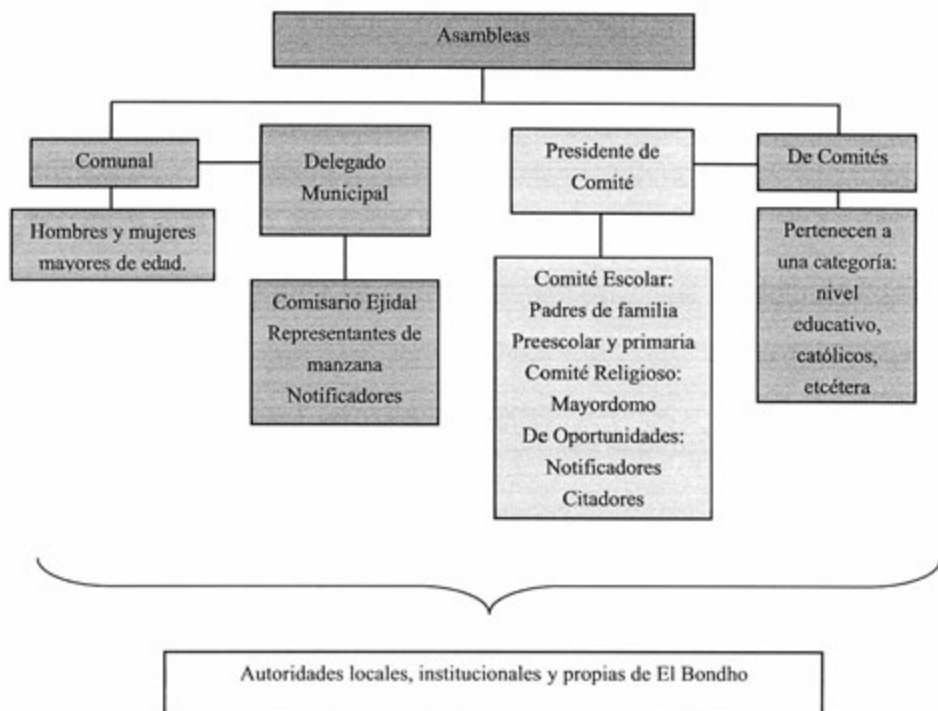 Asambleas
Comunal
Hombres y mujeres
mayores de edad.
Delegado
Municipal
Comisario Ejidal
Representantes de
manzana
Notificadores
Presidente de
Comité
Comité Escolar:
Padres de familia
Preescolar y primaria
Comité Religioso:
Mayordomo
De Oportunidades:
Notificadores
Citadores
De Comités
Pertenecen a
una categoría:
nivel
educativo,
católicos,
etcétera
Autoridades locales, institucionales y propias de El Bondho